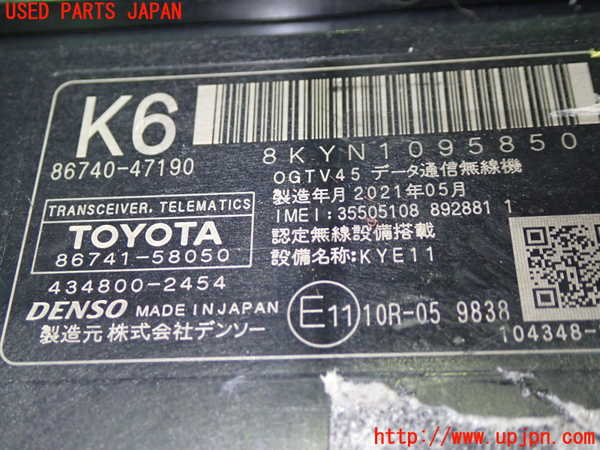 USED PARTS JAPAN
K6
86740-47190
8KYN1095850
OGTV45 データ通信無線機
製造年月 2021年05月
IMEI: 35505108 892881 1
認定無線設備搭載
設備名称:KYE11
TRANSCEIVER, TELEMATICS
TOYOTA
86741-58050
434800-2454
DENSO MADE IN JAPAN
製造元 株式会社デンソー
E11 10R-05 9838
104348-
http://www.upjpn.com/